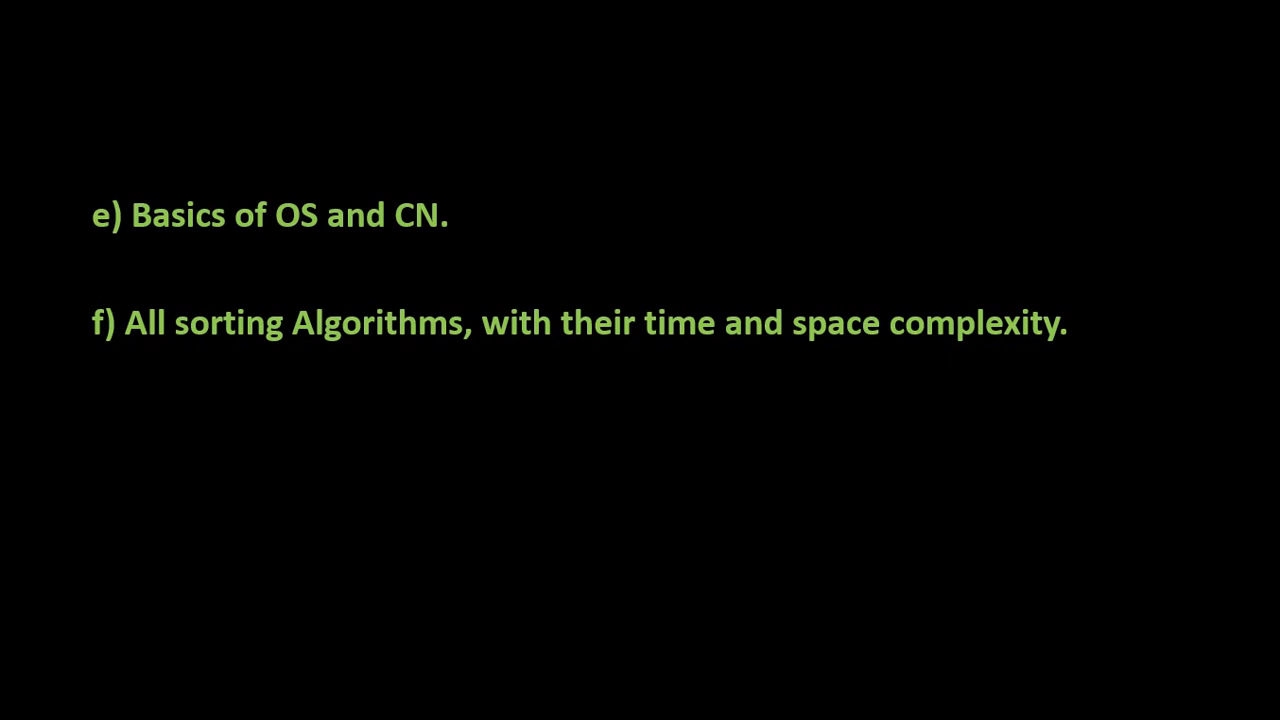 e) Basics of OS and CN.
f) All sorting Algorithms, with their time and space complexity.